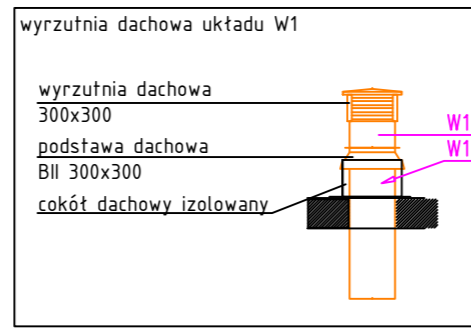 wyrzutnia dachowa układu W1
wyrzutnia dachowa
300x300
W1
podstawa dachowa
W1
BII 300x300
cokół dachowy izolowany